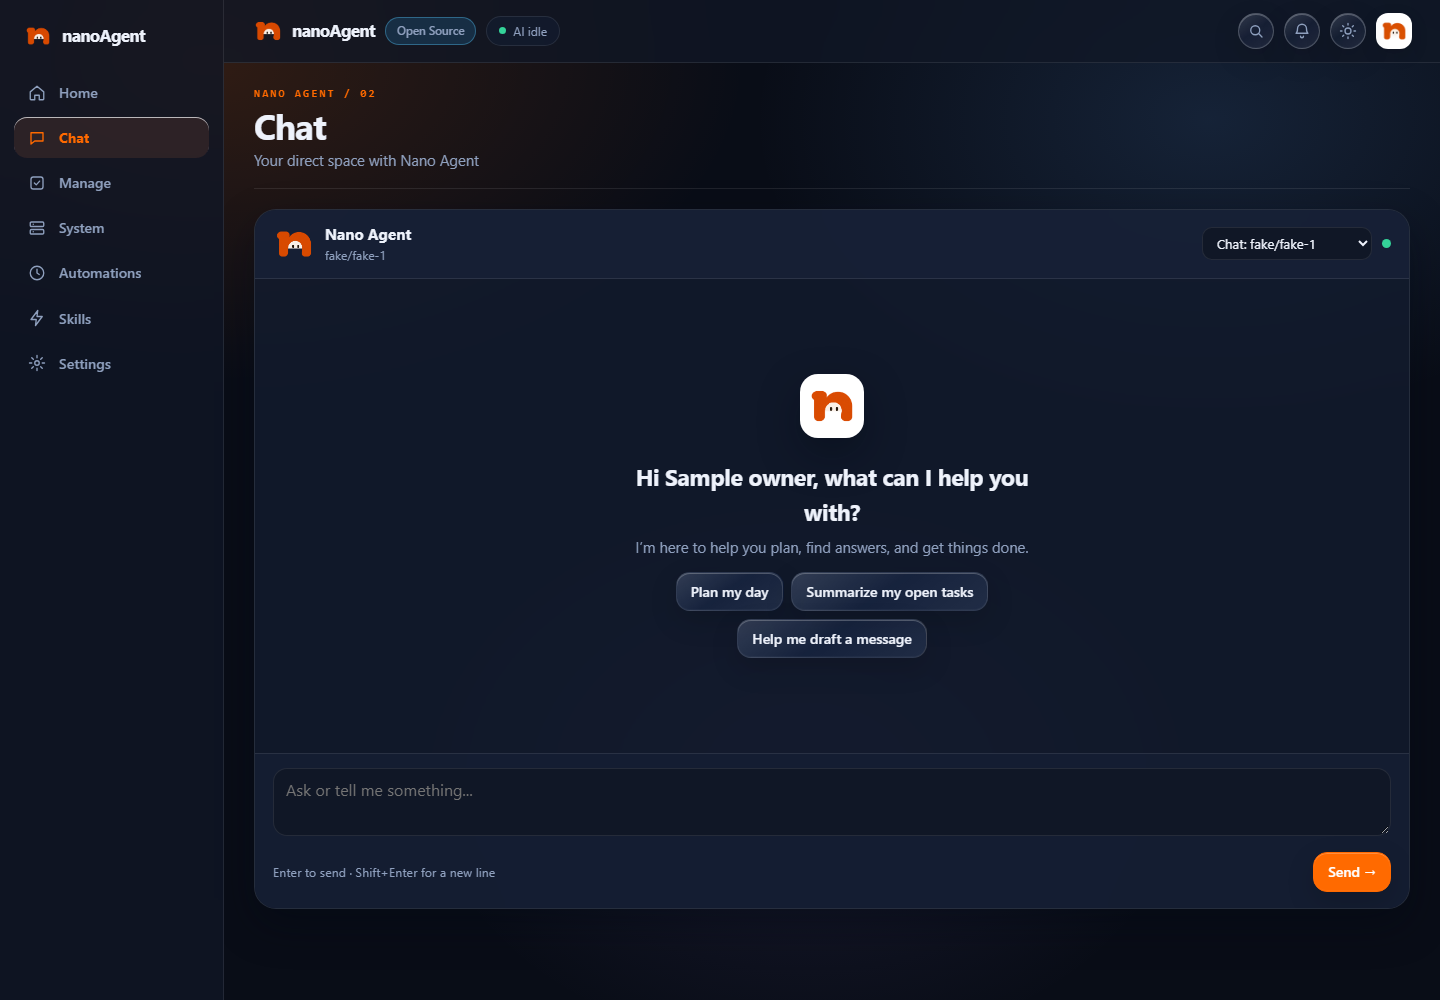 nanoAgent
Home
Chat
Manage
System
Automations
Skills
Settings
nanoAgent
Open Source
AI idle
NANO AGENT / 02
Chat
Your direct space with Nano Agent
Nano Agent
fake/fake-1
Chat: fake/fake-1
Hi Sample owner, what can I help you
with?
I'm here to help you plan, find answers, and get things done.
Plan my day
Summarize my open tasks
Help me draft a message
Ask or tell me something...
Enter to send · Shift+Enter for a new line
Send →